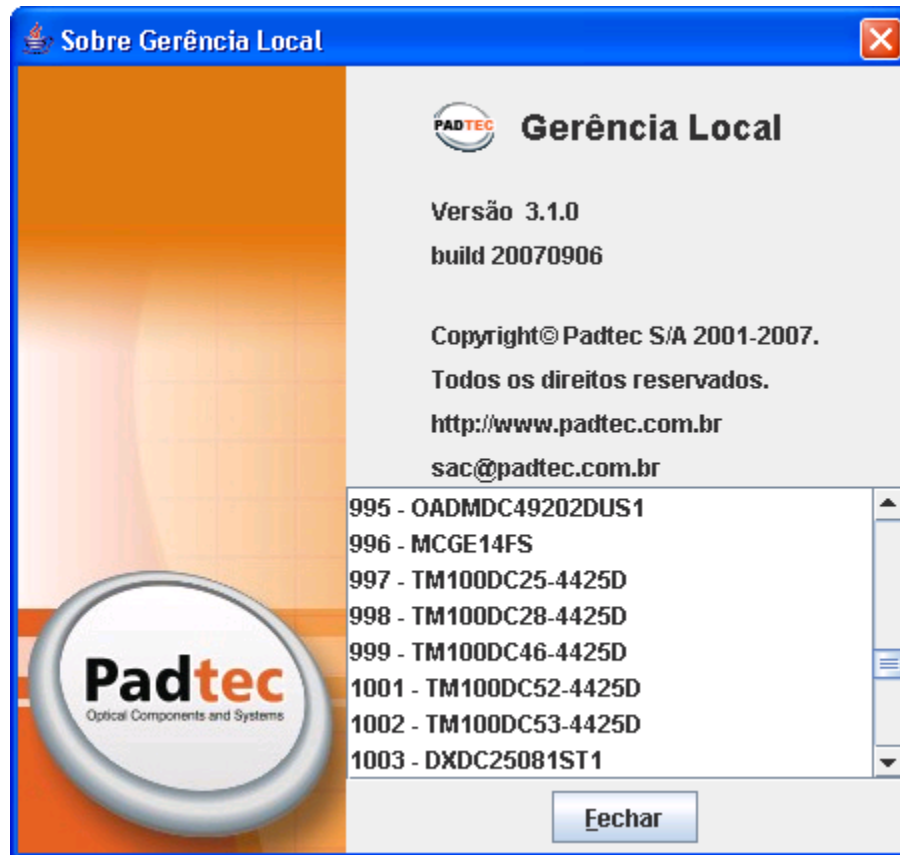 Sobre Gerência Local
PADTEC
Gerência Local
Versão 3.1.0
build 20070906
Copyright© Padtec S/A 2001-2007.
Todos os direitos reservados.
http://www.padtec.com.br
sac@padtec.com.br
995 - OADMDC49202DUS1
996 - MCGE14FS
997 - TM100DC25-4425D
998 - TM100DC28-4425D
999 - TM100DC46-4425D
1001 - TM100DC52-4425D
1002 - TM100DC53-4425D
1003 - DXDC25081ST1
Padtec
Optical Components and Systems
Fechar